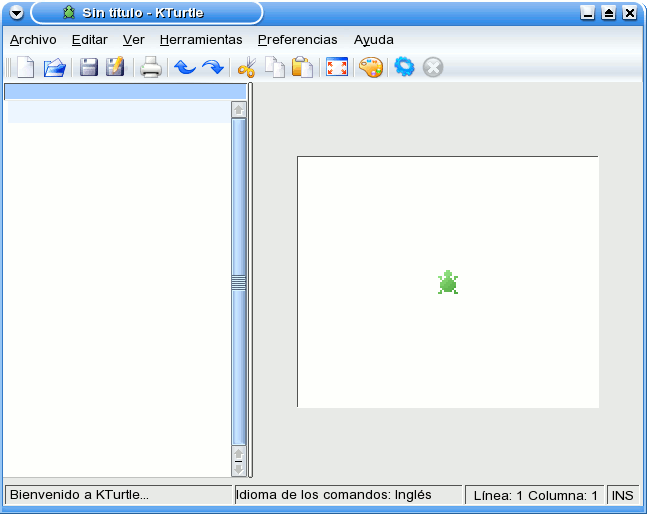 Sin título - KTurtle
Archivo Editar Ver Herramientas Preferencias Ayuda
Bienvenido a KTurtle... Idioma de los comandos: Inglés Línea: 1 Columna: 1 INS